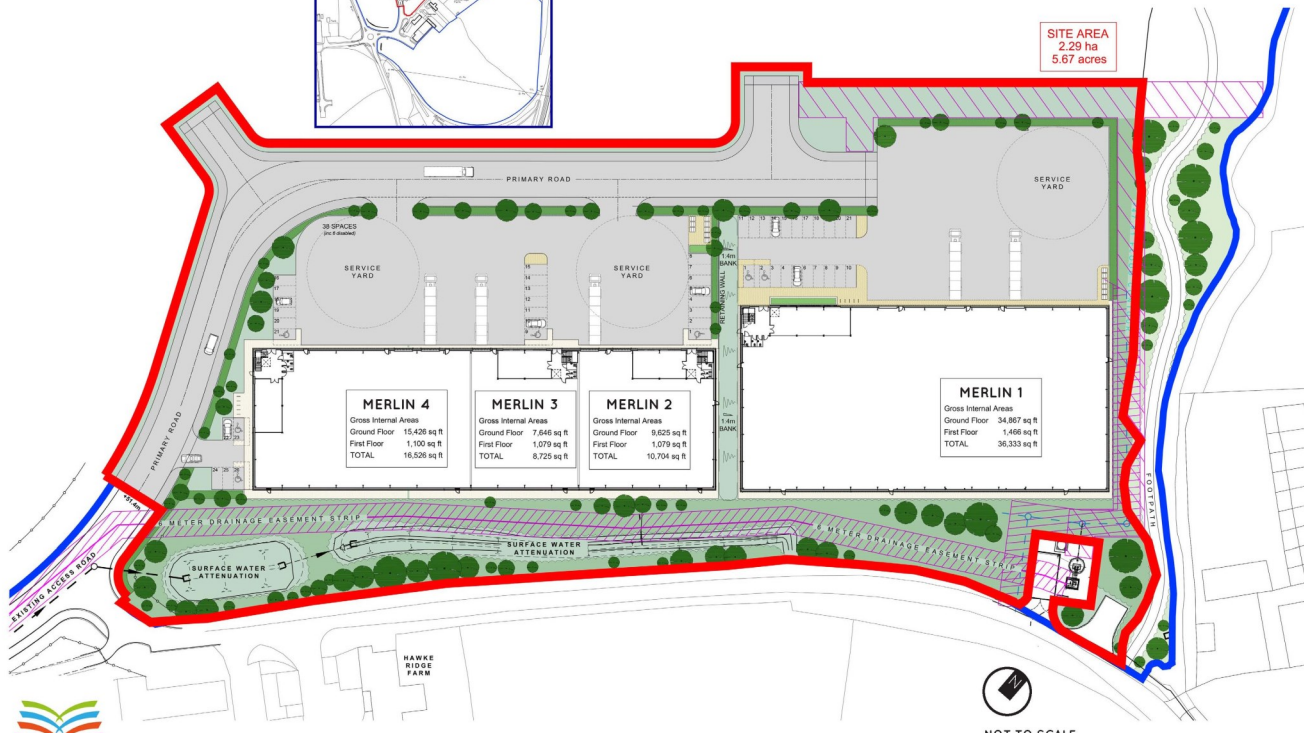 SITE AREA
2.29 ha
5.67 acres
PRIMARY ROAD
SERVICE
YARD
38 SPACES
(inc 6 disabled)
SERVICE
YARD
SERVICE
YARD
1.4m
BANK
RETAINING WALL
1.4m
BANK
MERLIN 4
Gross Internal Areas
Ground Floor 15,426 sq ft
First Floor 1,100 sq ft
TOTAL 16,526 sq ft
MERLIN 3
Gross Internal Areas
Ground Floor 7,646 sq ft
First Floor 1,079 sq ft
TOTAL 8,725 sq ft
MERLIN 2
Gross Internal Areas
Ground Floor 9,625 sq ft
First Floor 1,079 sq ft
TOTAL 10,704 sq ft
MERLIN 1
Gross Internal Areas
Ground Floor 34,867 sq ft
First Floor 1,466 sq ft
TOTAL 36,333 sq ft
PRIMARY ROAD
FOOTPATH
+51.4m
6 METER DRAINAGE EASEMENT STRIP
6 METER DRAINAGE EASEMENT STRIP
SURFACE WATER
ATTENUATION
SURFACE WATER
ATTENUATION
EXISTING ACCESS ROAD
HAWKE
RIDGE
FARM
N
NOT TO SCALE